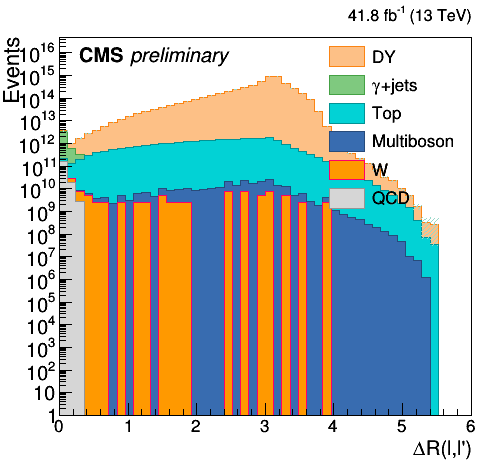 41.8 fb⁻¹ (13 TeV)
Events
CMS preliminary
DY
γ+jets
Top
Multiboson
W
QCD
10¹⁶
10¹⁵
10¹⁴
10¹³
10¹²
10¹¹
10¹⁰
10⁹
10⁸
10⁷
10⁶
10⁵
10⁴
10³
10²
10
1
0 1 2 3 4 5 6
ΔR(l,l')